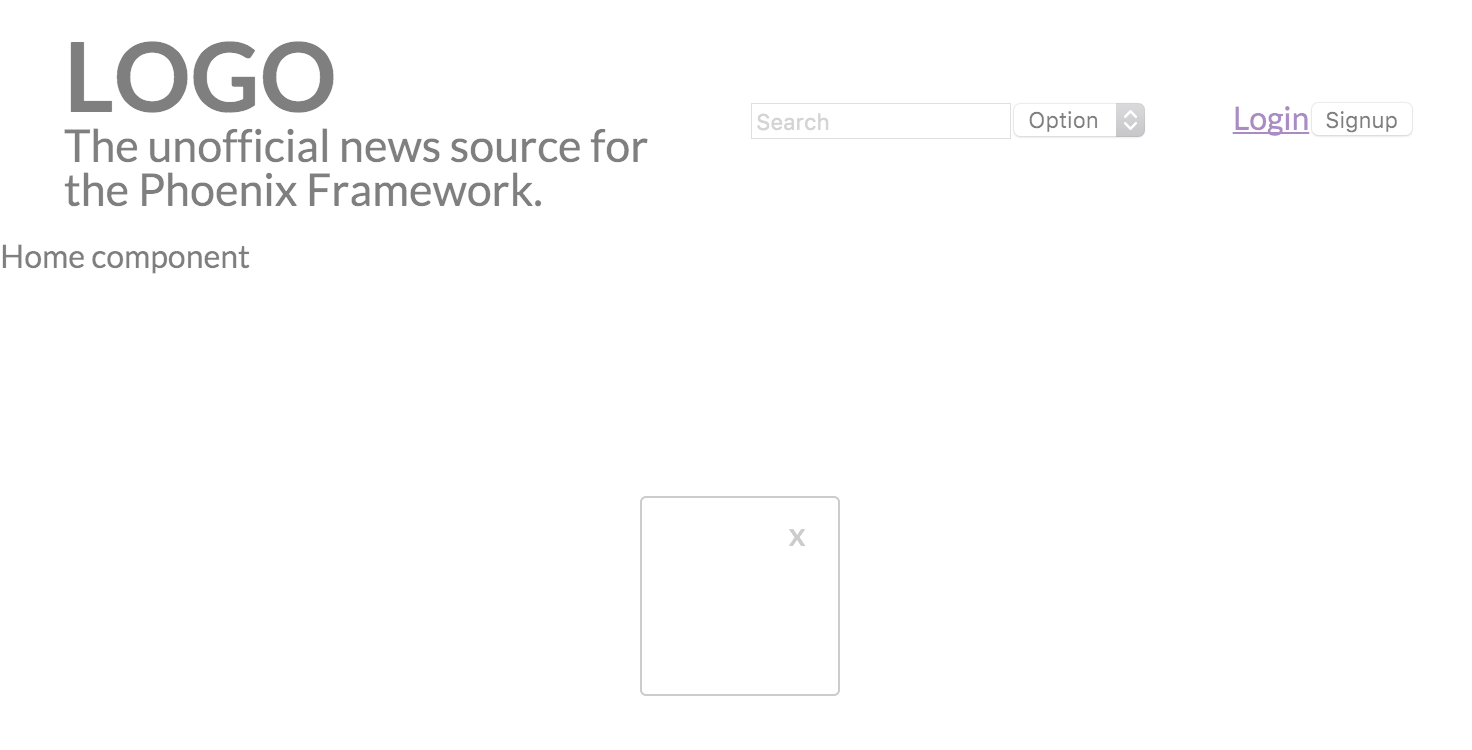 LOGO
The unofficial news source for
the Phoenix Framework.
Search
Option
Login
Signup
Home component
x